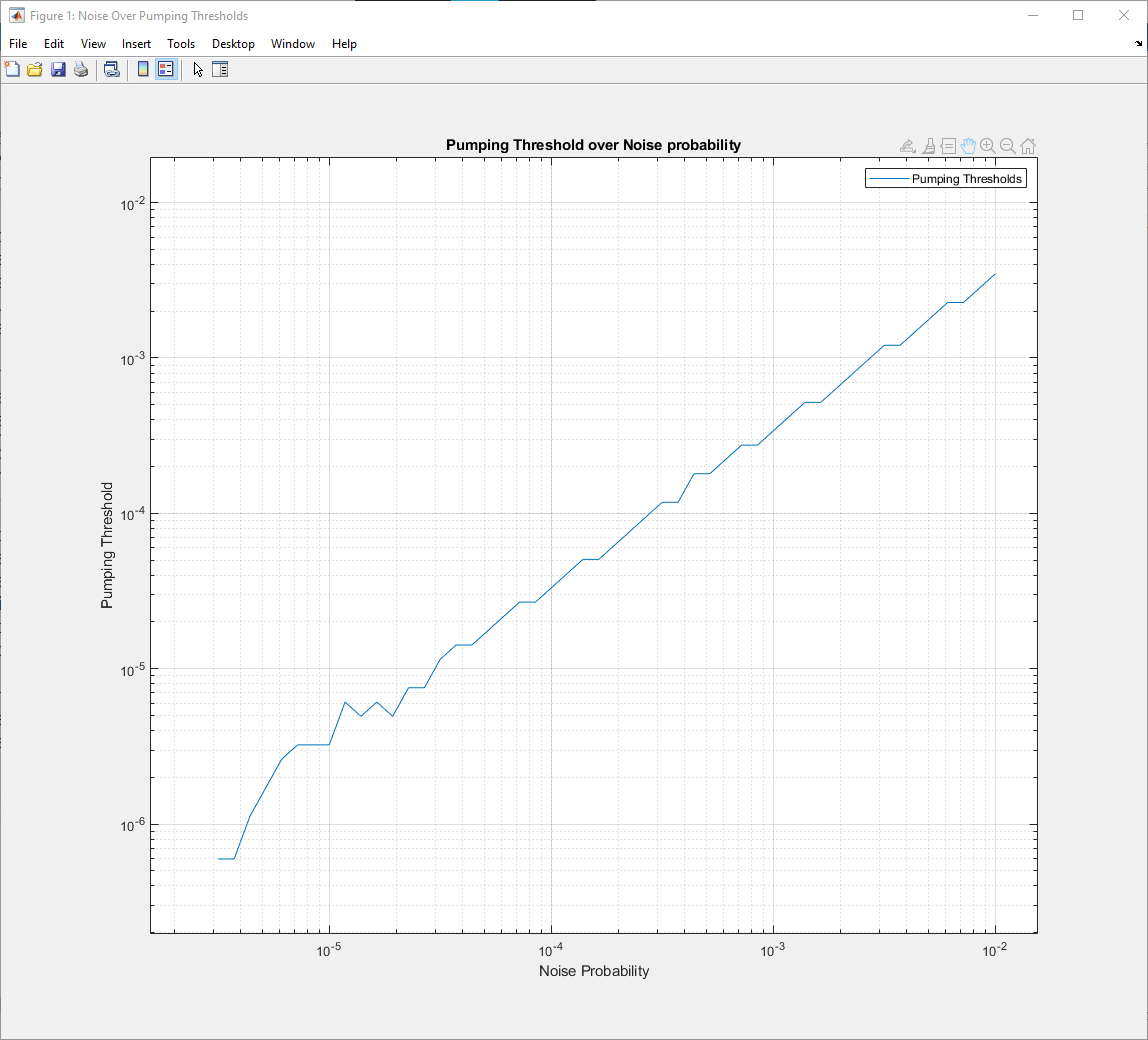 Figure 1: Noise Over Pumping Thresholds
File Edit View Insert Tools Desktop Window Help
Pumping Threshold over Noise probability
Pumping Thresholds
10-2
10-3
10-4
10-5
10-6
Pumping Threshold
10-5 10-4 10-3 10-2
Noise Probability